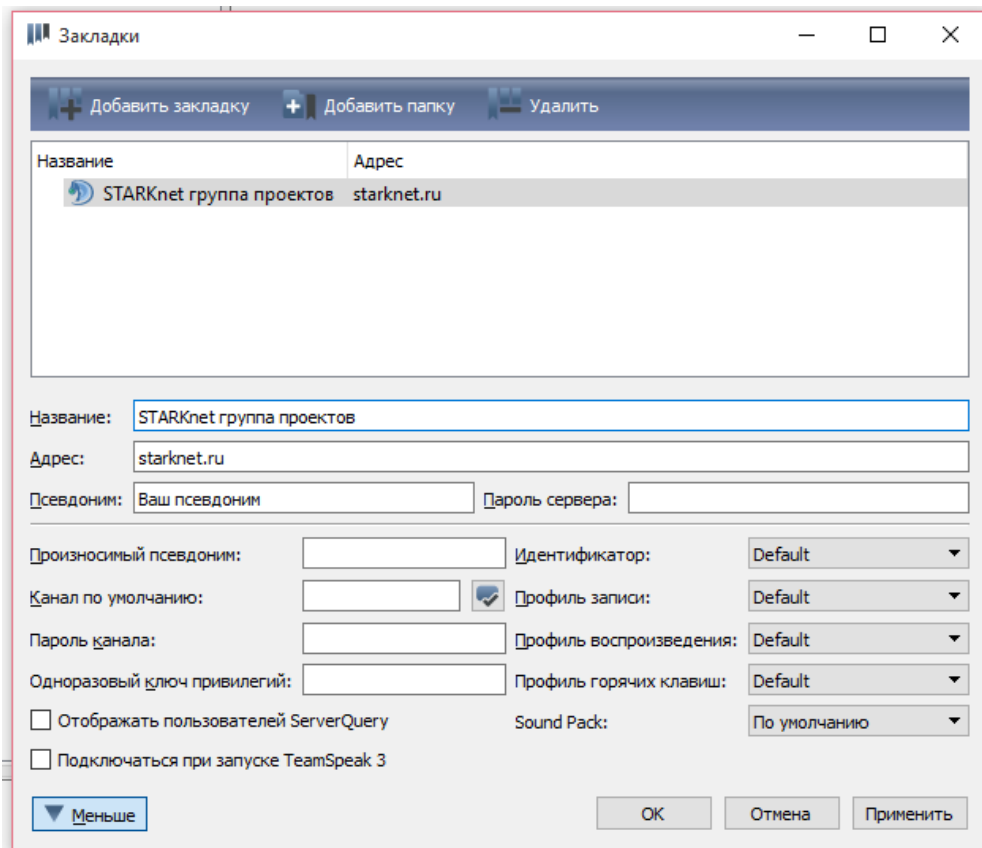 Закладки
Добавить закладку Добавить папку Удалить
Название Адрес
STARKnet группа проектов starknet.ru
Название: STARKnet группа проектов
Адрес: starknet.ru
Псевдоним: Ваш псевдоним Пароль сервера:
Произносимый псевдоним: Идентификатор: Default
Канал по умолчанию: Профиль записи: Default
Пароль канала: Профиль воспроизведения: Default
Одноразовый ключ привилегий: Профиль горячих клавиш: Default
Отображать пользователей ServerQuery Sound Pack: По умолчанию
Подключаться при запуске TeamSpeak 3
Меньше OK Отмена Применить